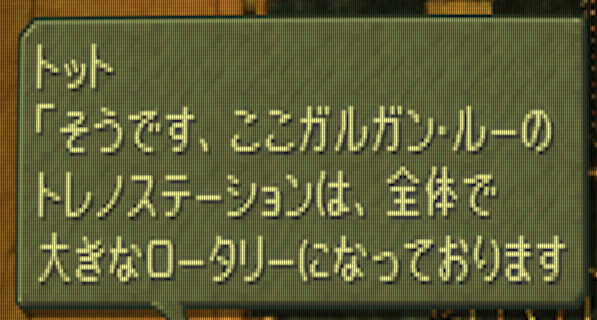 トット
「そうです、ここガルガン・ルーの
トレノステーションは、全体で
大きなロータリーになっております